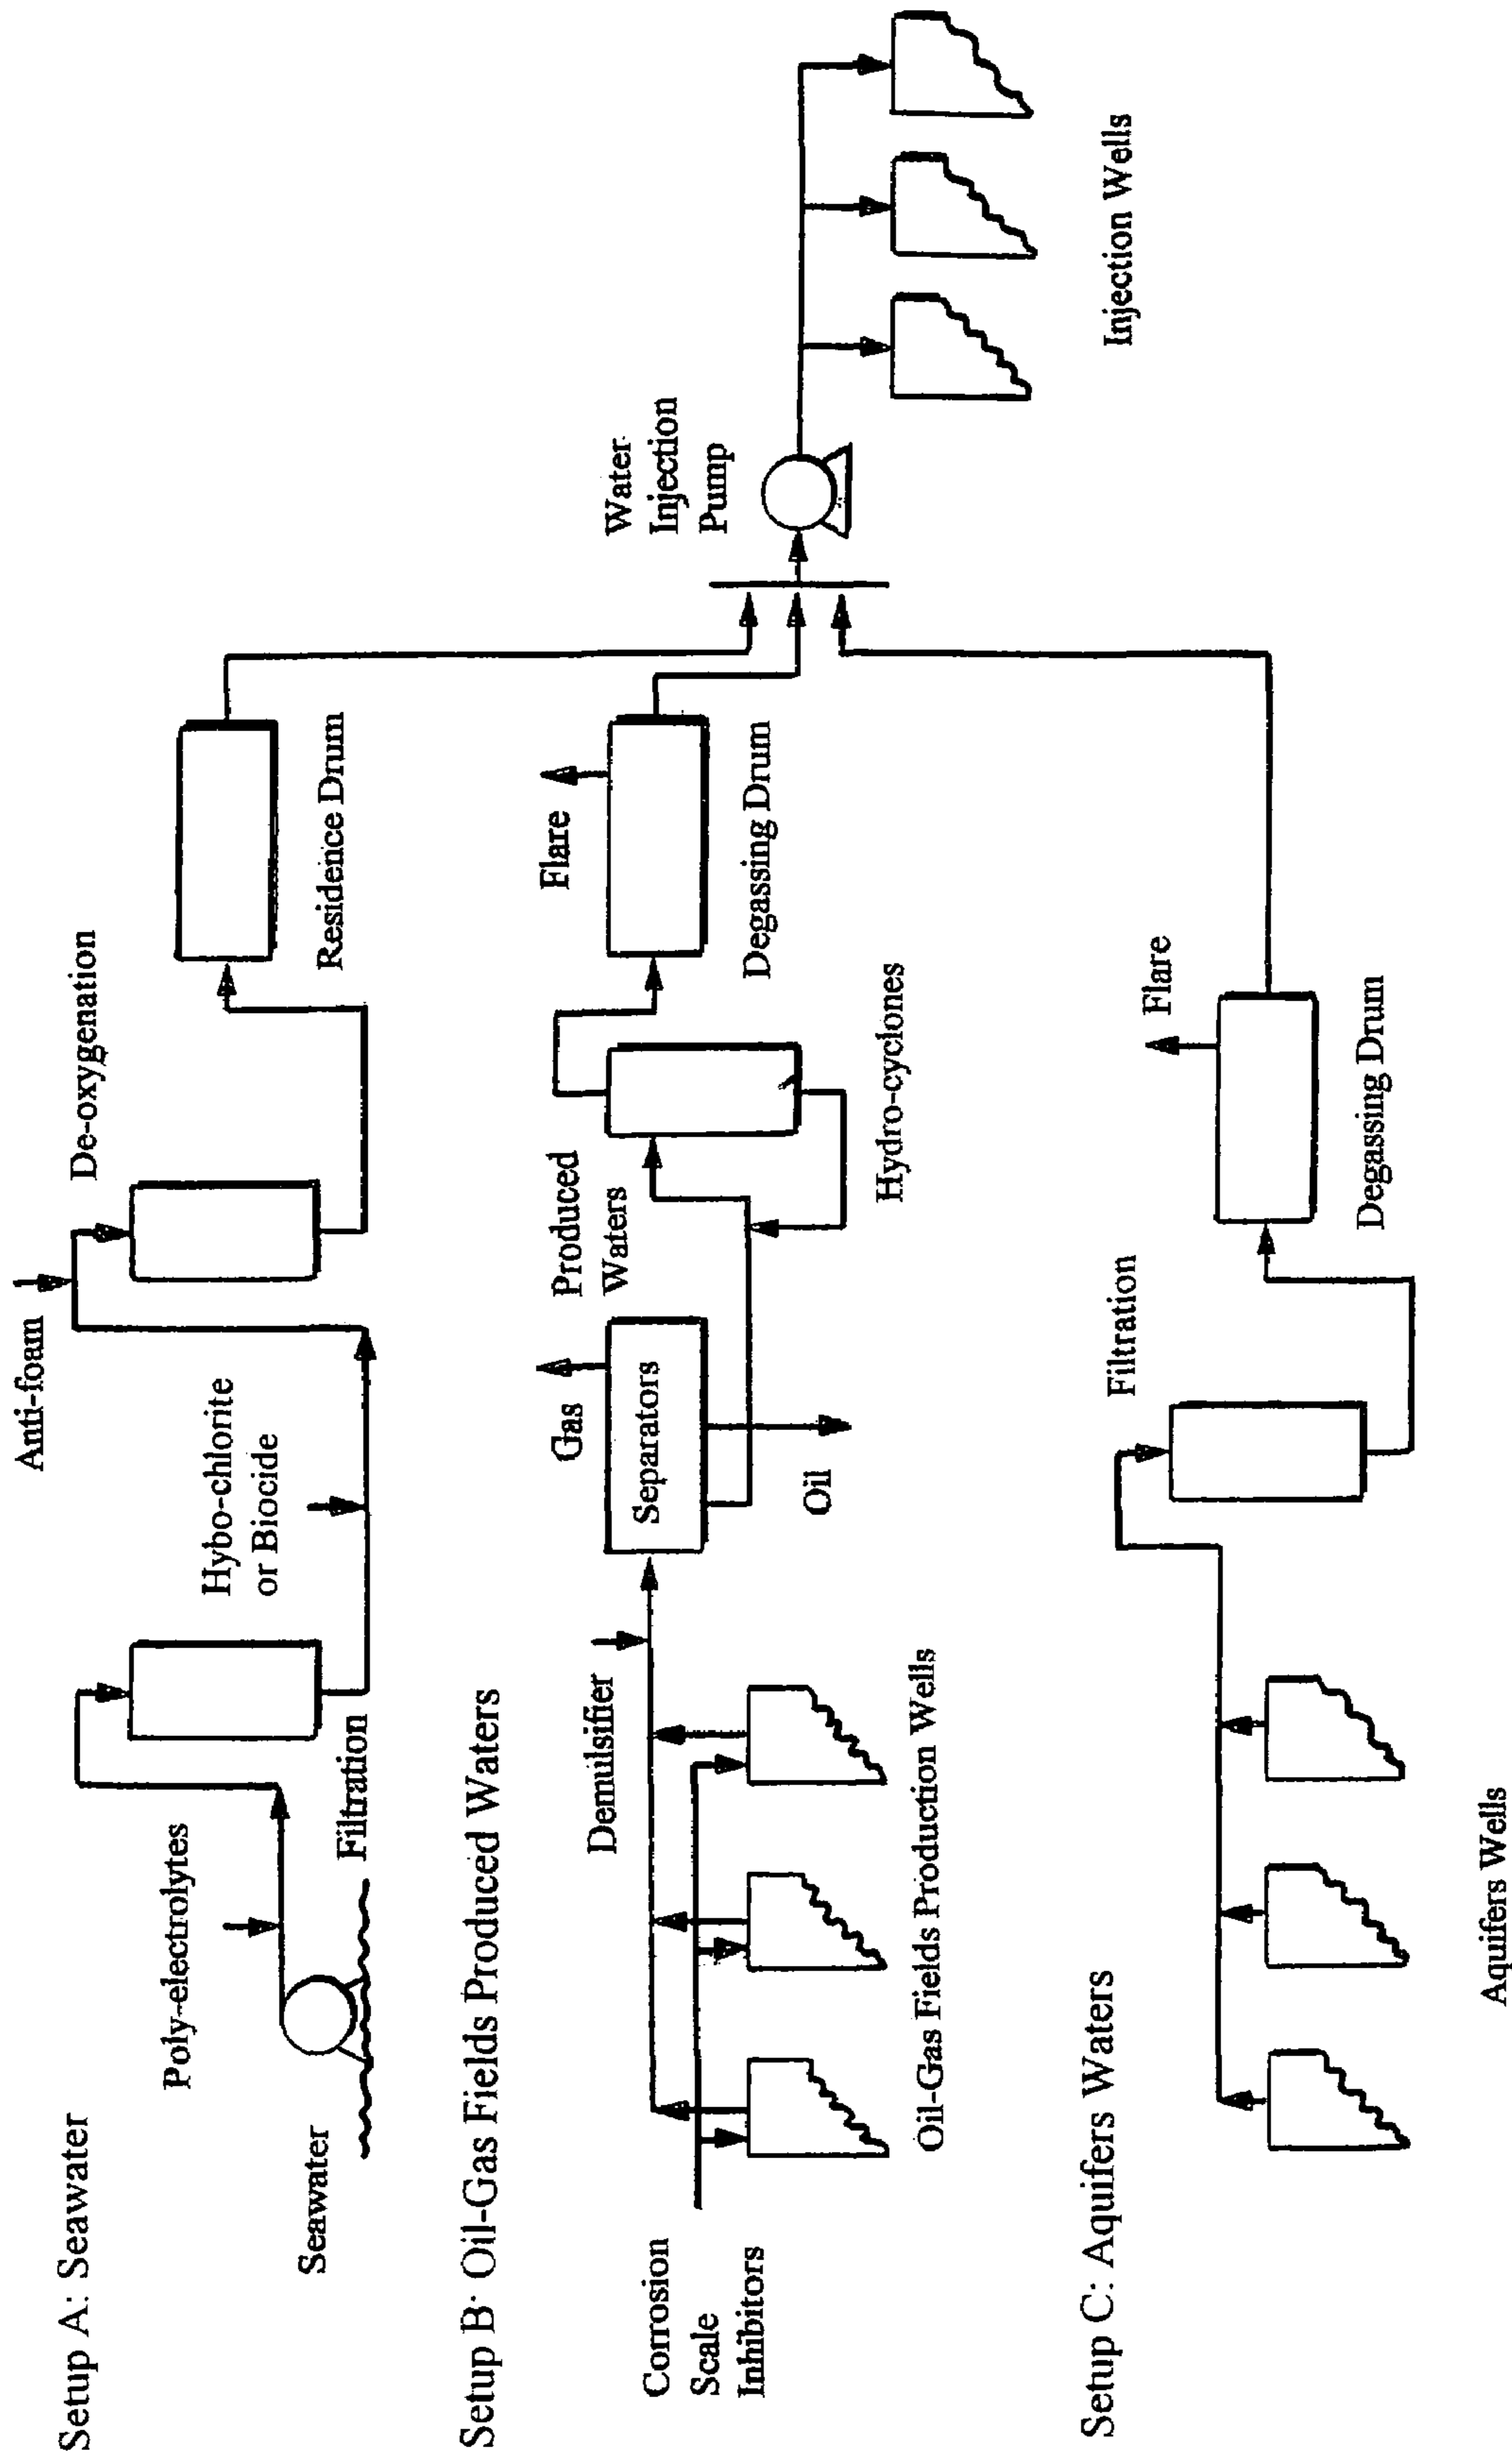 Setup A: Seawater
Anti-foam
De-oxygenation
Poly-electrolytes
Hybo-chlorite
or Biocide
Residence Drum
Seawater
Filtration
Setup B: Oil-Gas Fields Produced Waters
Demulsifier
Gas
Produced
Waters
Flare
Separators
Oil
Degassing Drum
Hydro-cyclones
Corrosion
Scale
Inhibitors
Oil-Gas Fields Production Wells
Water
Injection
Pump
Injection Wells
Setup C: Aquifers Waters
Filtration
Flare
Degassing Drum
Aquifers Wells